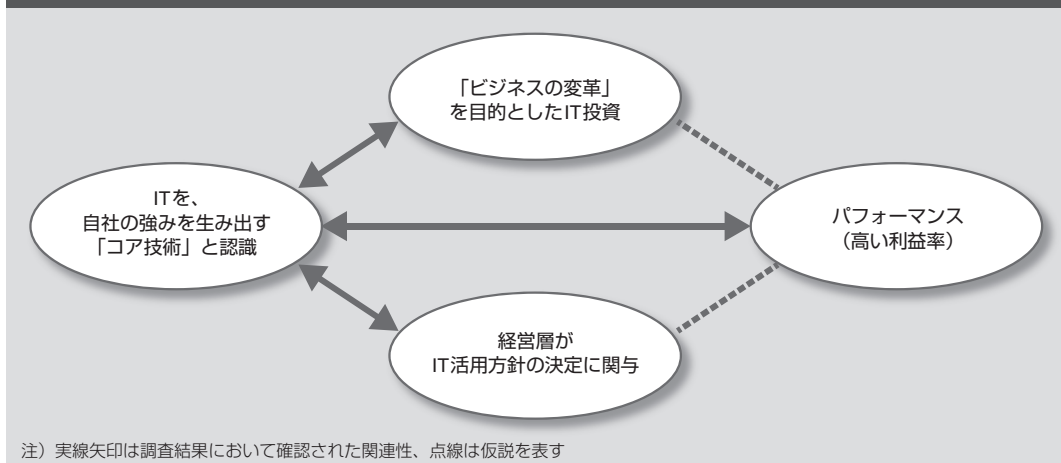 「ビジネスの変革」
を目的としたIT投資
ITを、
自社の強みを生み出す
「コア技術」と認識
パフォーマンス
（高い利益率）
経営層が
IT活用方針の決定に関与
注）実線矢印は調査結果において確認された関連性、点線は仮説を表す